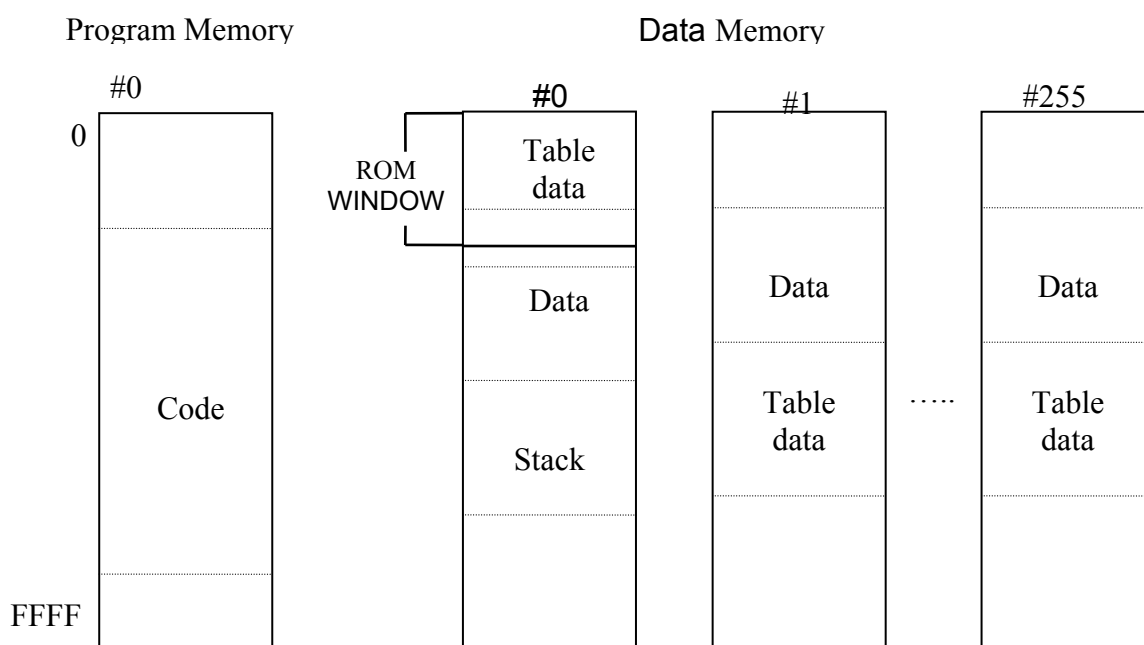 Program Memory
Data Memory
#0
#0
#1
#255
0
ROM
WINDOW
Table
data
Data
Data
Data
Code
Table
data
.....
Table
data
Stack
FFFF